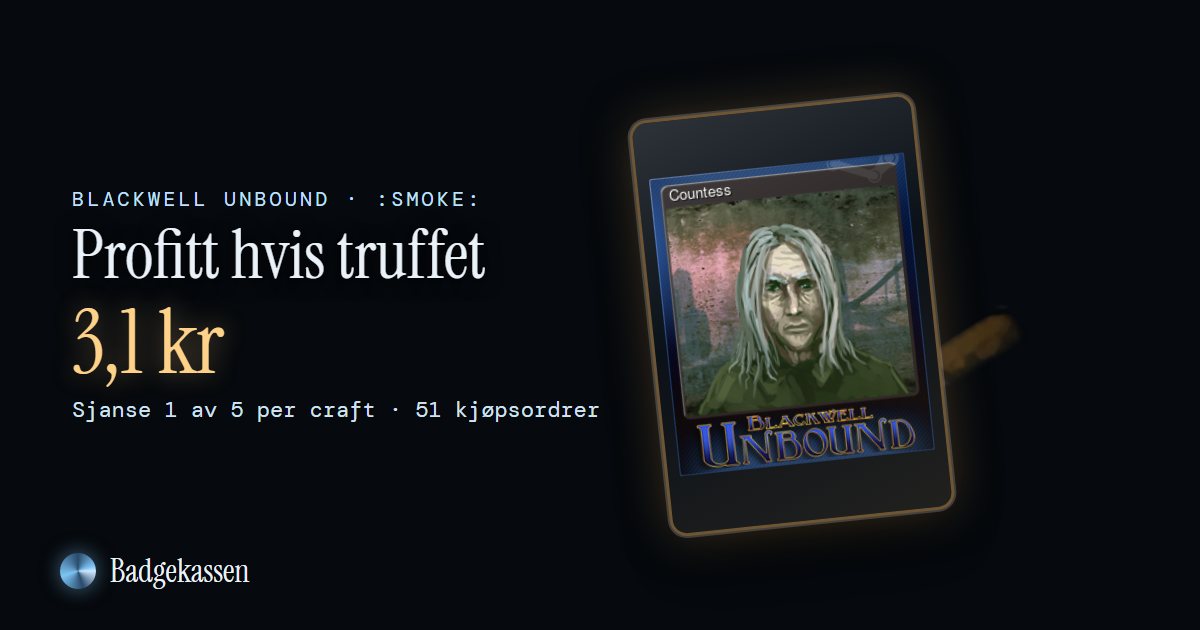 BLACKWELL UNBOUND · :SMOKE:
Profitt hvis truffet
3,1 kr
Sjanse 1 av 5 per craft · 51 kjøpsordrer
Countess
BLACKWELL
UNBOUND
Badgekassen